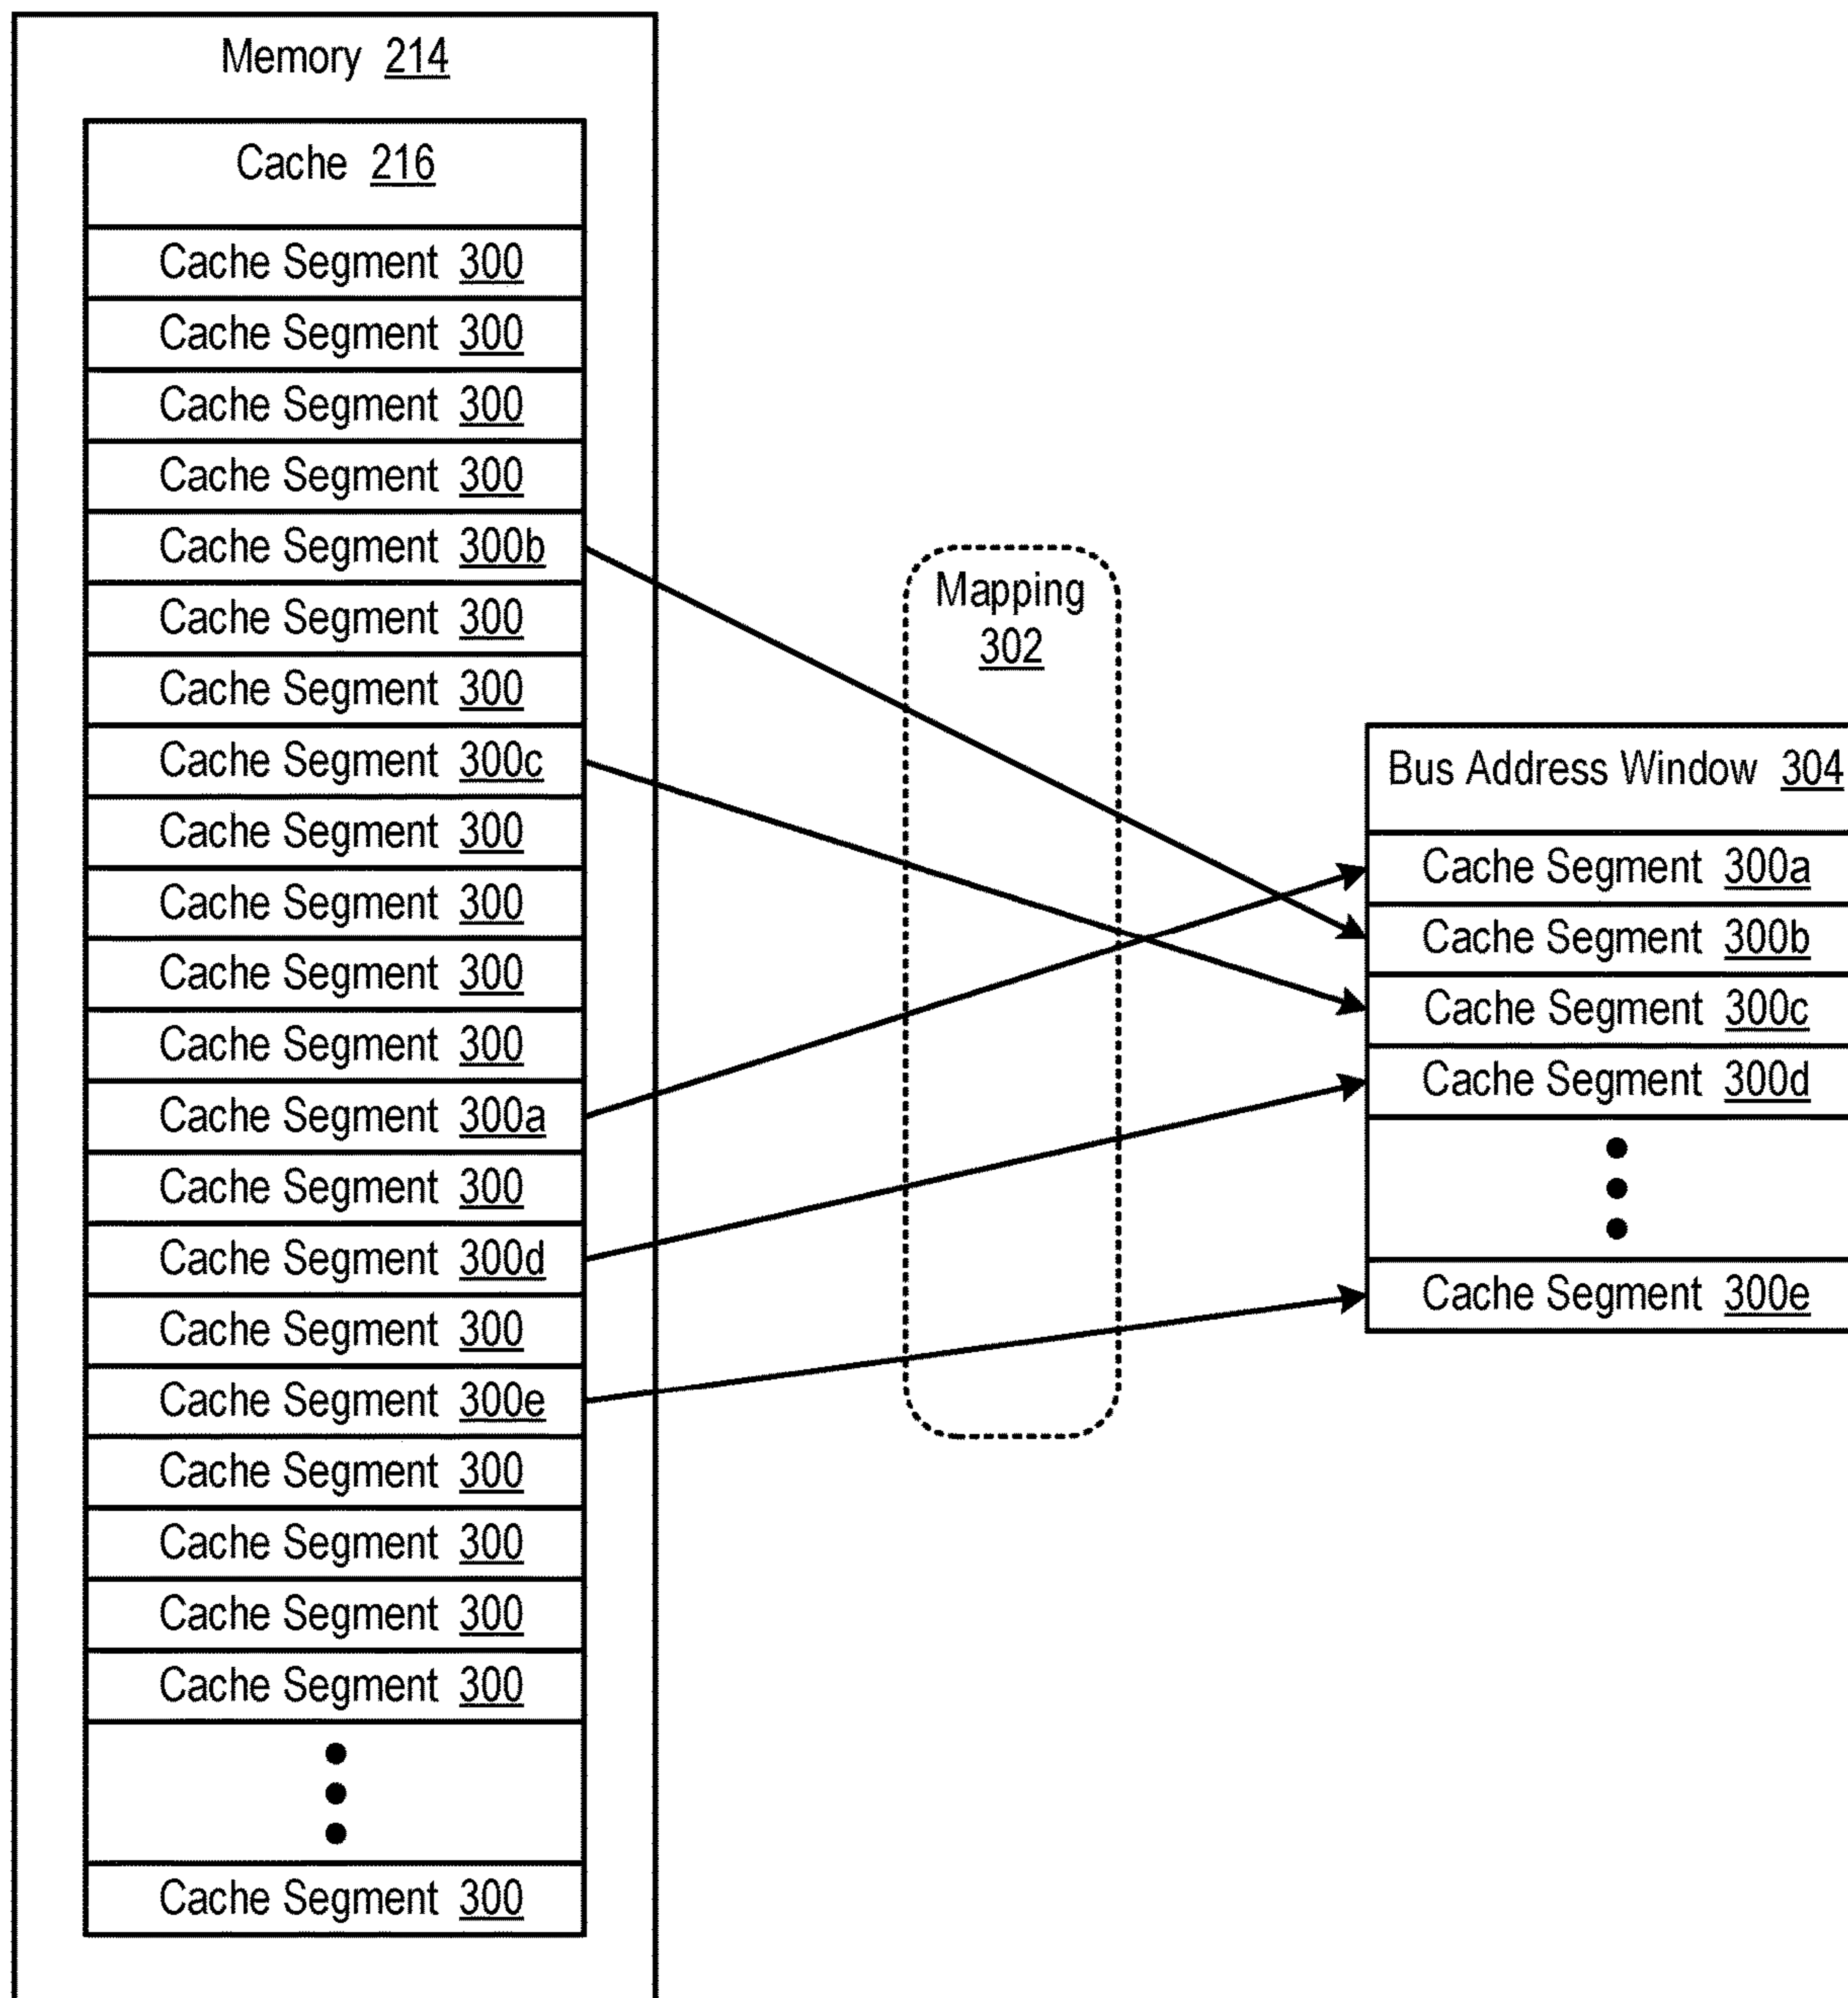 Memory 214
Cache 216
Cache Segment 300
Cache Segment 300
Cache Segment 300
Cache Segment 300
Cache Segment 300b
Cache Segment 300
Cache Segment 300
Cache Segment 300c
Cache Segment 300
Cache Segment 300
Cache Segment 300
Cache Segment 300
Cache Segment 300a
Cache Segment 300
Cache Segment 300d
Cache Segment 300
Cache Segment 300e
Cache Segment 300
Cache Segment 300
Cache Segment 300
Cache Segment 300
Cache Segment 300
Mapping
302
Bus Address Window 304
Cache Segment 300a
Cache Segment 300b
Cache Segment 300c
Cache Segment 300d
Cache Segment 300e